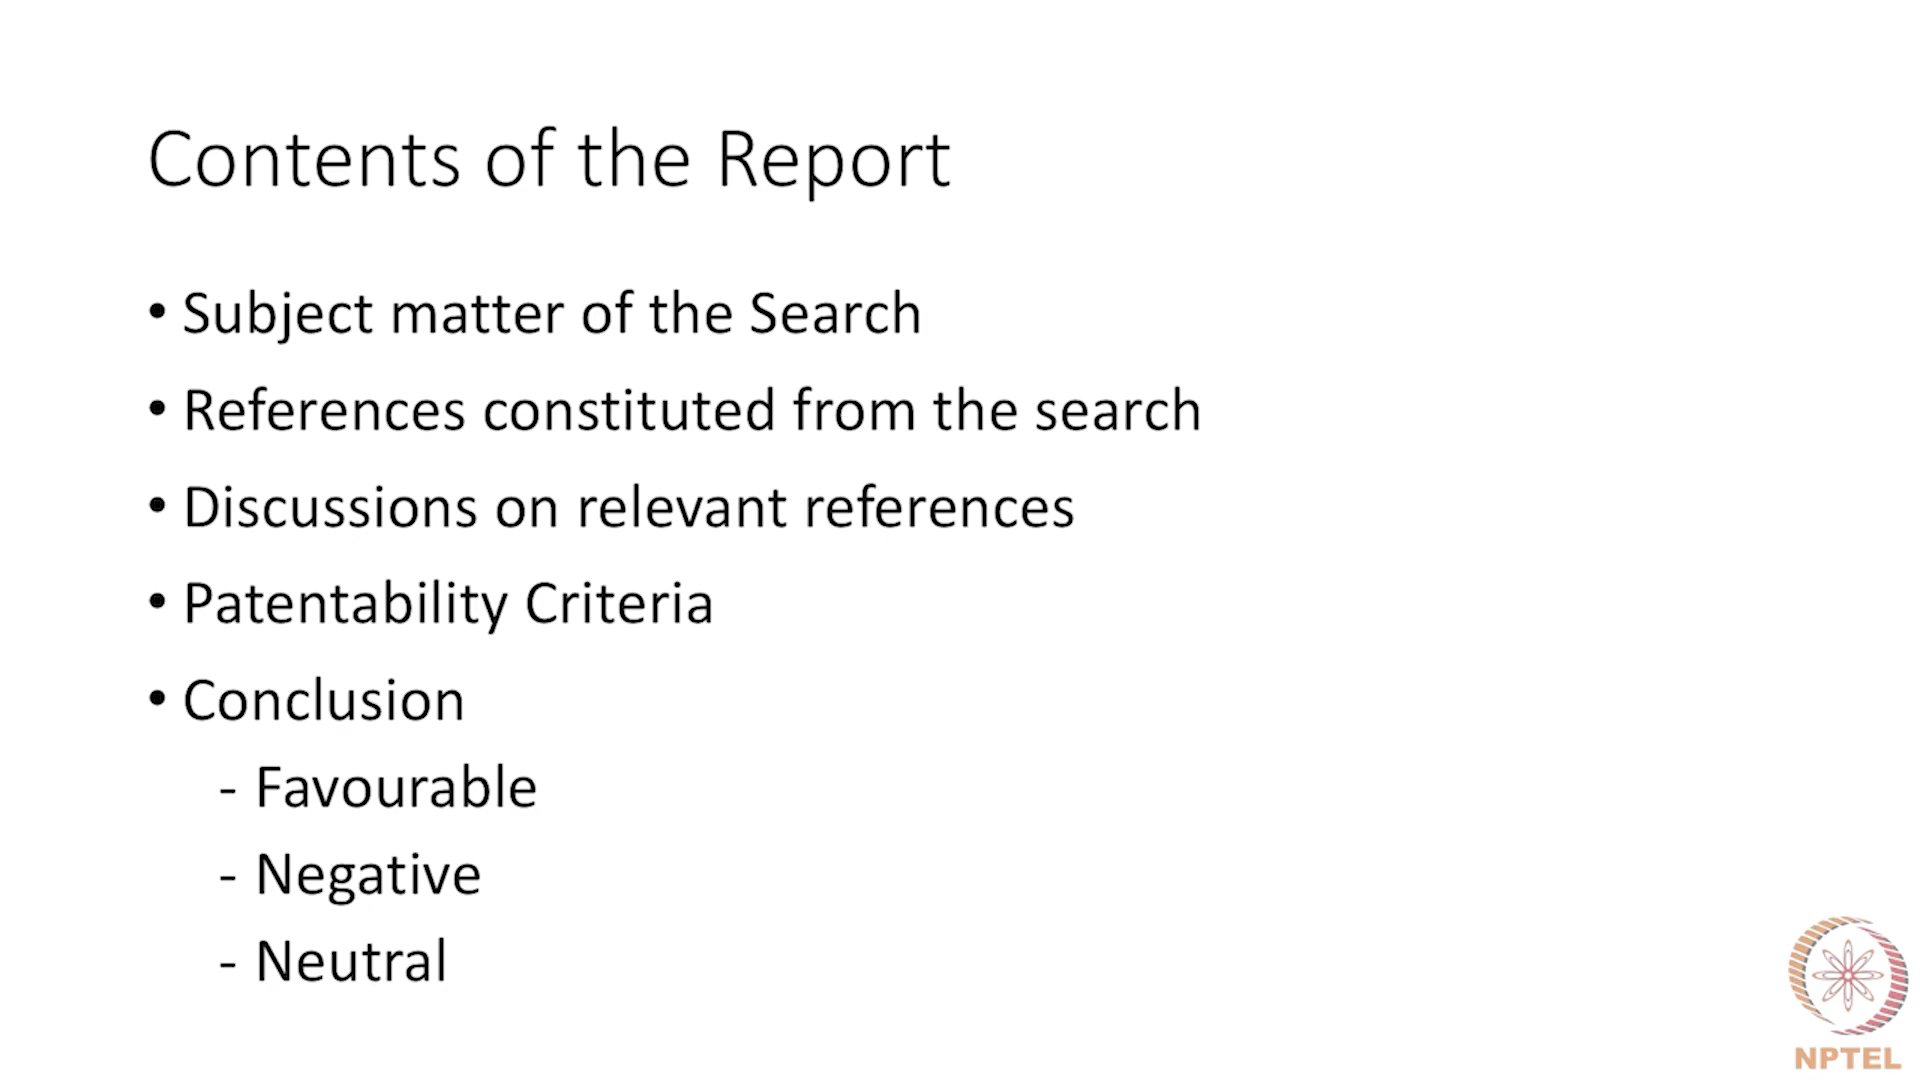 Contents of the Report
• Subject matter of the Search
• References constituted from the search
• Discussions on relevant references
• Patentability Criteria
• Conclusion
- Favourable
- Negative
- Neutral
NPTEL